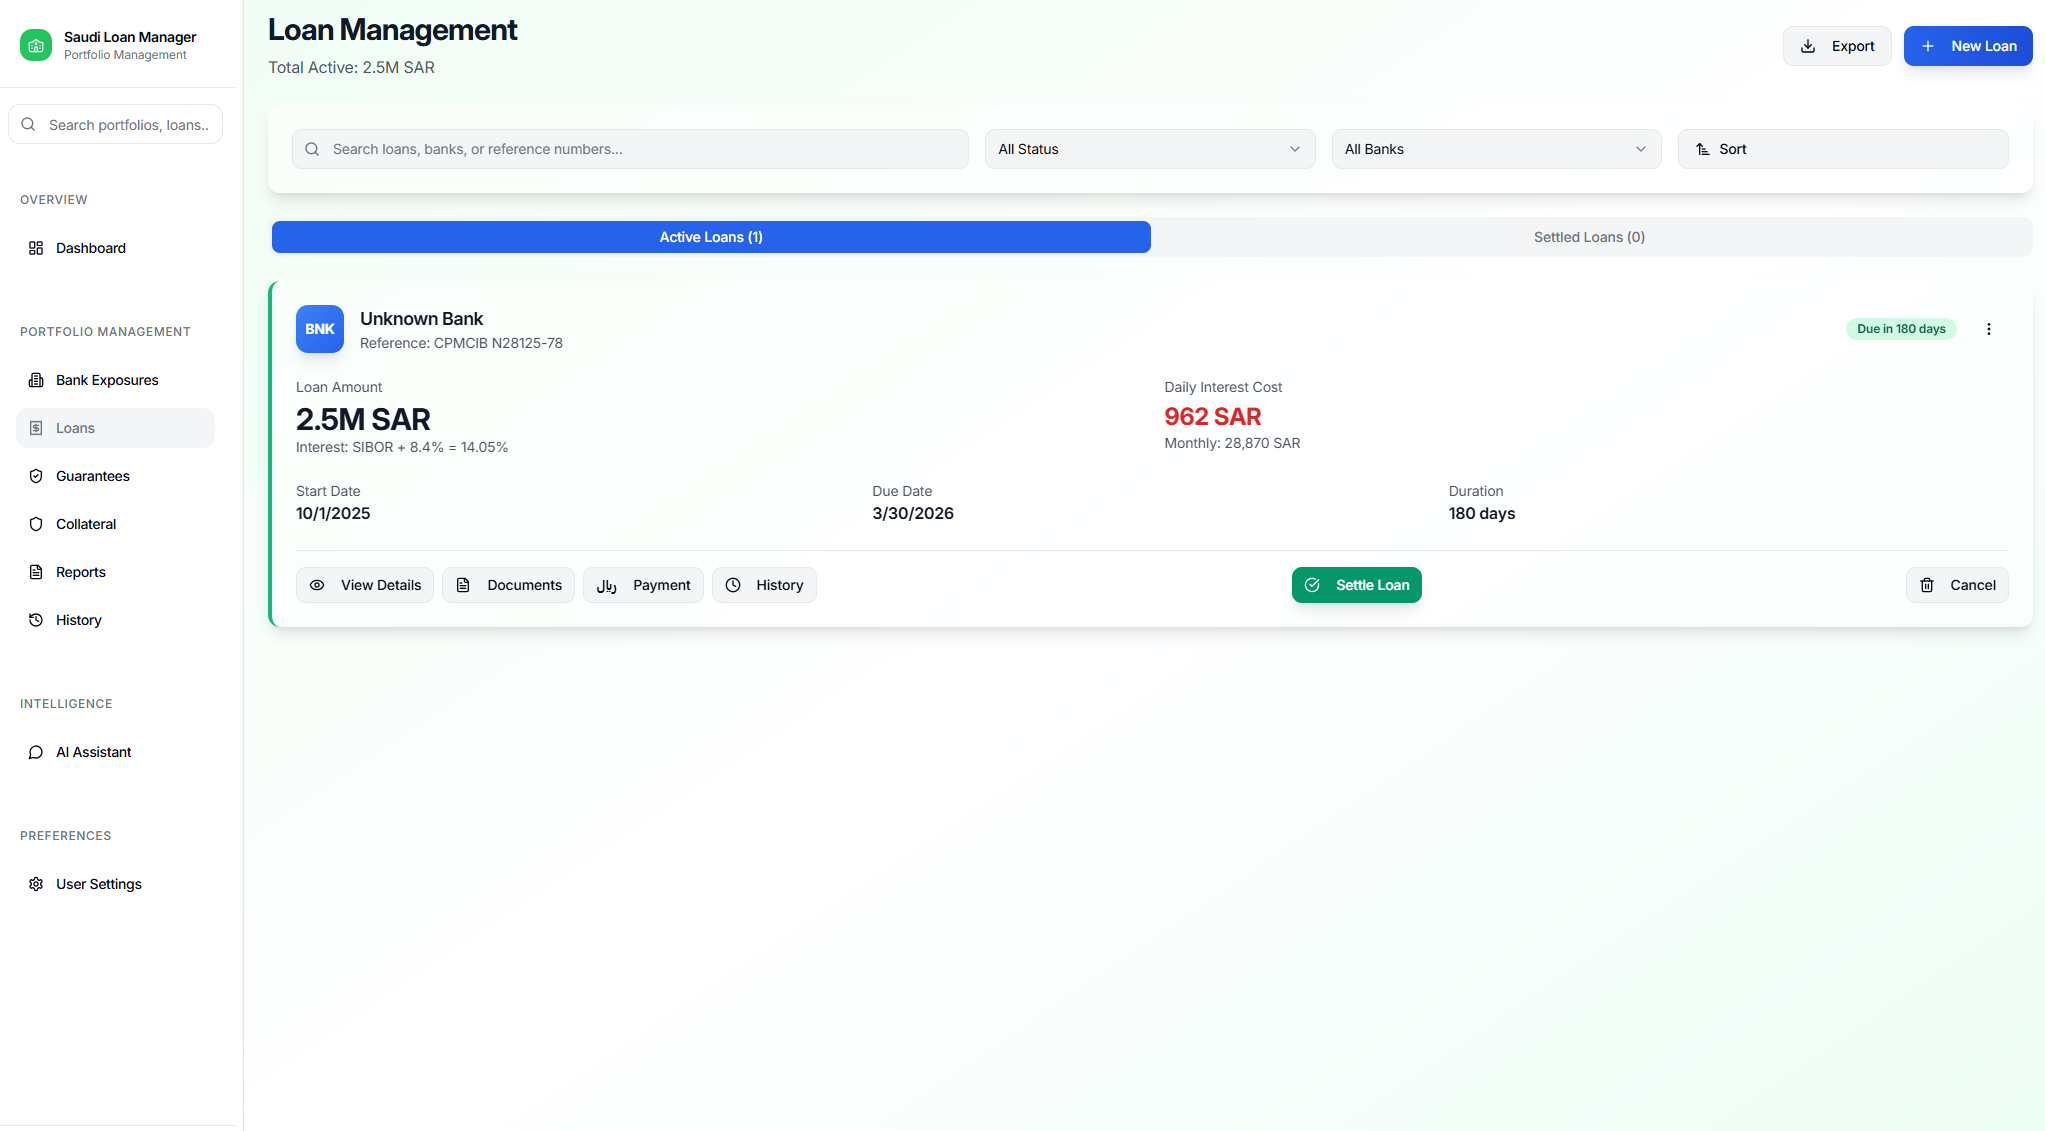 Saudi Loan Manager
Portfolio Management
Search portfolios, loans..
OVERVIEW
Dashboard
PORTFOLIO MANAGEMENT
Bank Exposures
Loans
Guarantees
Collateral
Reports
History
INTELLIGENCE
AI Assistant
PREFERENCES
User Settings
Loan Management
Total Active: 2.5M SAR
Export
New Loan
Search loans, banks, or reference numbers...
All Status
All Banks
Sort
Active Loans (1)
Settled Loans (0)
BNK
Unknown Bank
Reference: CPMCIB N28125-78
Due in 180 days
Loan Amount
2.5M SAR
Interest: SIBOR + 8.4% = 14.05%
Daily Interest Cost
962 SAR
Monthly: 28,870 SAR
Start Date
10/1/2025
Due Date
3/30/2026
Duration
180 days
View Details
Documents
﷼ Payment
History
Settle Loan
Cancel